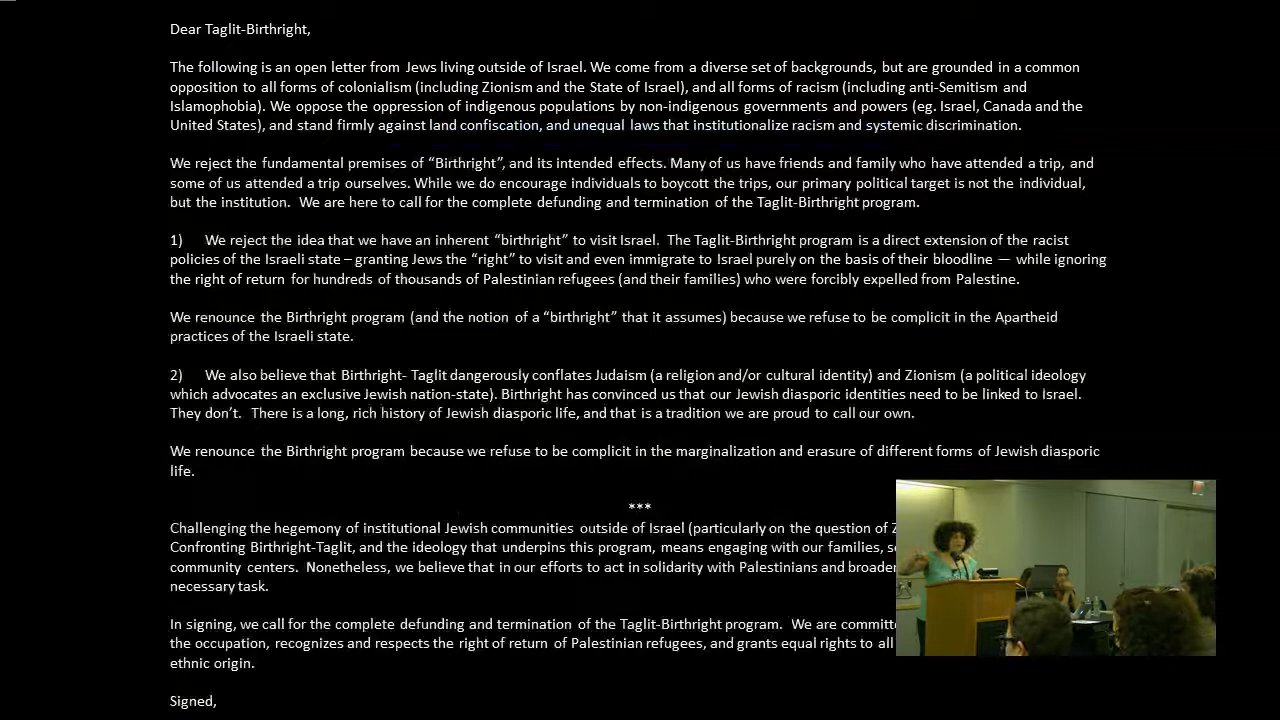 Dear Taglit-Birthright,
The following is an open letter from Jews living outside of Israel. We come from a diverse set of backgrounds, but are grounded in a common
opposition to all forms of colonialism (including Zionism and the State of Israel), and all forms of racism (including anti-Semitism and
Islamophobia). We oppose the oppression of indigenous populations by non-indigenous governments and powers (eg. Israel, Canada and the
United States), and stand firmly against land confiscation, and unequal laws that institutionalize racism and systemic discrimination.
We reject the fundamental premises of “Birthright”, and its intended effects. Many of us have friends and family who have attended a trip, and
some of us attended a trip ourselves. While we do encourage individuals to boycott the trips, our primary political target is not the individual,
but the institution. We are here to call for the complete defunding and termination of the Taglit-Birthright program.
1) We reject the idea that we have an inherent “birthright” to visit Israel. The Taglit-Birthright program is a direct extension of the racist
policies of the Israeli state – granting Jews the “right” to visit and even immigrate to Israel purely on the basis of their bloodline — while ignoring
the right of return for hundreds of thousands of Palestinian refugees (and their families) who were forcibly expelled from Palestine.
We renounce the Birthright program (and the notion of a “birthright” that it assumes) because we refuse to be complicit in the Apartheid
practices of the Israeli state.
2) We also believe that Birthright- Taglit dangerously conflates Judaism (a religion and/or cultural identity) and Zionism (a political ideology
which advocates an exclusive Jewish nation-state). Birthright has convinced us that our Jewish diasporic identities need to be linked to Israel.
They don’t. There is a long, rich history of Jewish diasporic life, and that is a tradition we are proud to call our own.
We renounce the Birthright program because we refuse to be complicit in the marginalization and erasure of different forms of Jewish diasporic
life.
***
Challenging the hegemony of institutional Jewish communities outside of Israel (particularly on the question of
Confronting Birthright-Taglit, and the ideology that underpins this program, means engaging with our families,
community centers. Nonetheless, we believe that in our efforts to act in solidarity with Palestinians and
necessary task.
In signing, we call for the complete defunding and termination of the Taglit-Birthright program. We are
the occupation, recognizes and respects the right of return of Palestinian refugees, and grants equal rights to all
ethnic origin.
Signed,